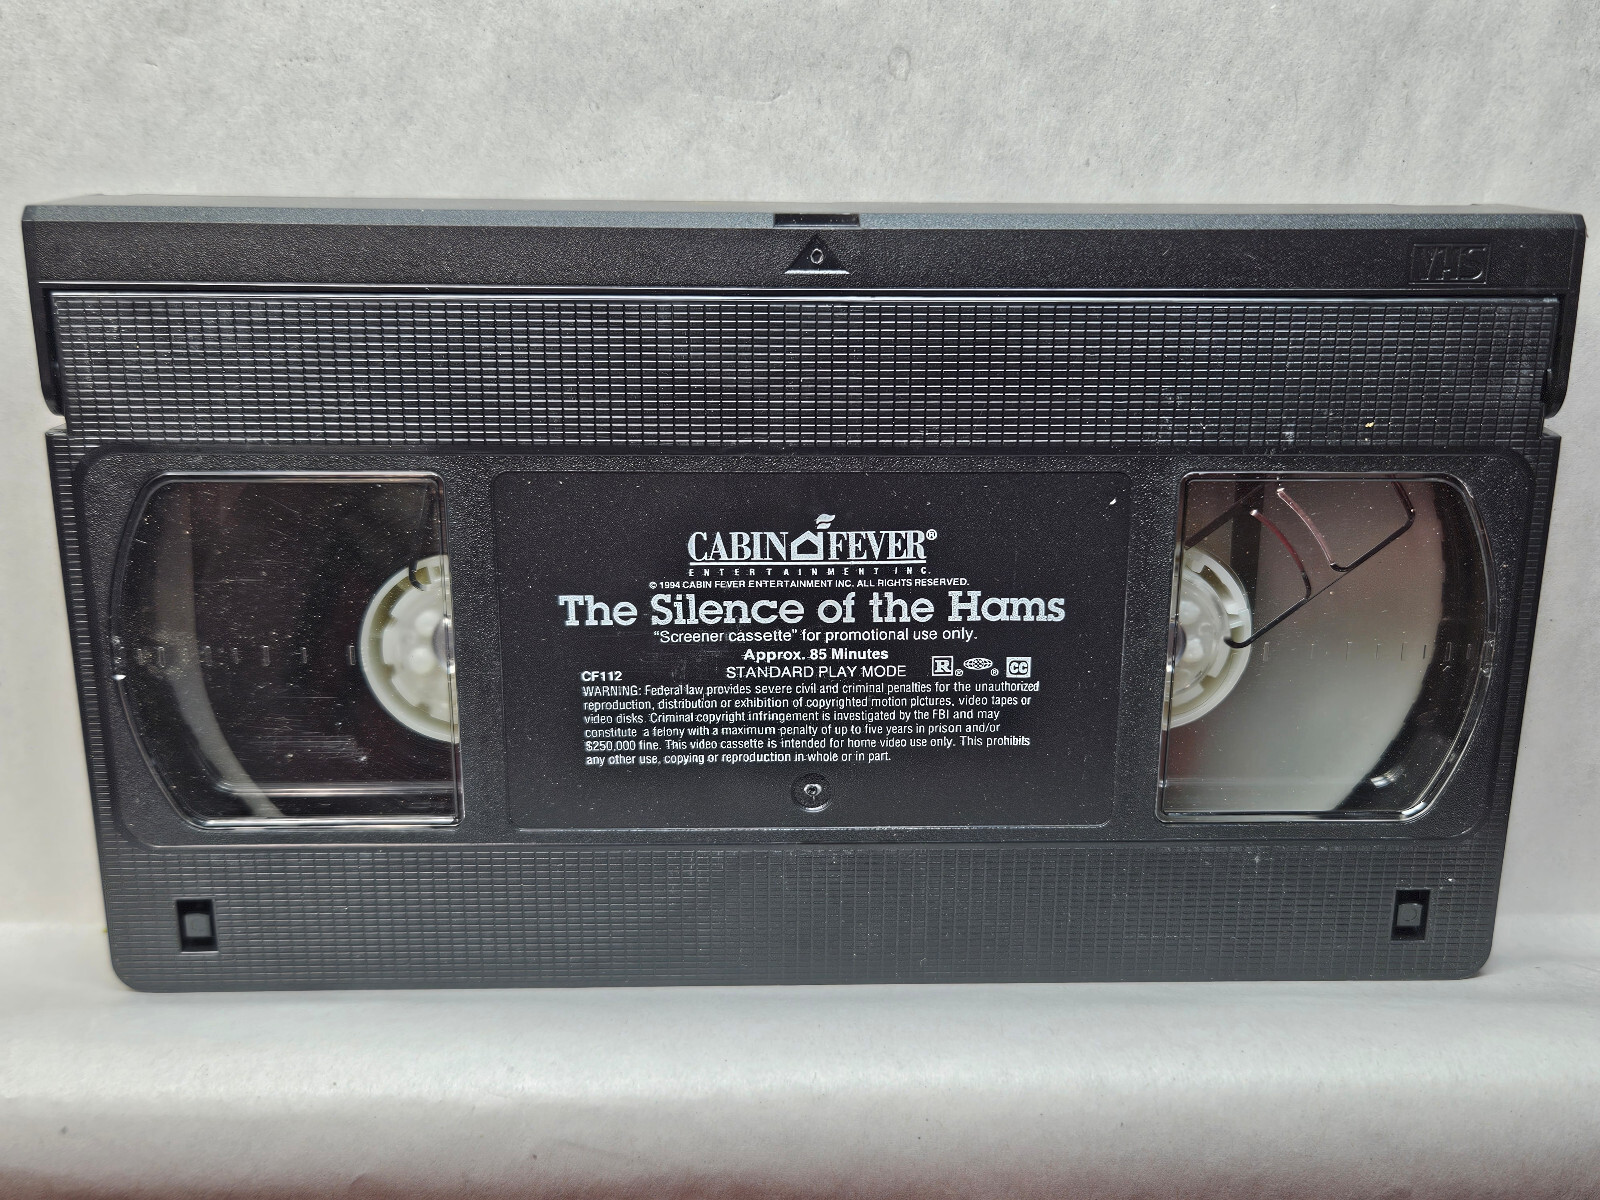 VHS
CABIN FEVER®
ENTERTAINMENT INC.
© 1994 CABIN FEVER ENTERTAINMENT INC. ALL RIGHTS RESERVED.
The Silence of the Hams
"Screener cassette" for promotional use only.
Approx. 85 Minutes
CF112 STANDARD PLAY MODE R® ® CC
WARNING: Federal law provides severe civil and criminal penalties for the unauthorized
reproduction, distribution or exhibition of copyrighted motion pictures, video tapes or
video disks. Criminal copyright infringement is investigated by the FBI and may
constitute a felony with a maximum penalty of up to five years in prison and/or
$250,000 fine. This video cassette is intended for home video use only. This prohibits
any other use, copying or reproduction in whole or in part.